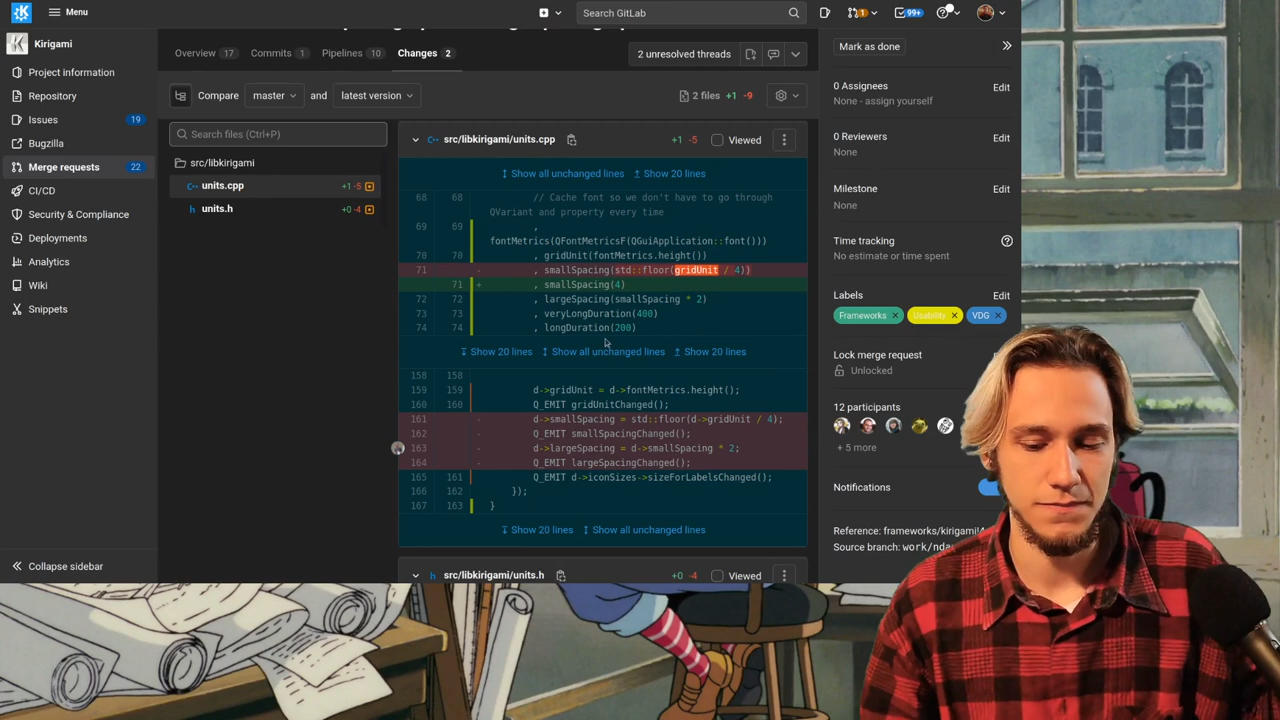 Menu
Search GitLab
1
99+
Kirigami
Project information
Repository
Issues 19
Bugzilla
Merge requests 22
CI/CD
Security & Compliance
Deployments
Analytics
Wiki
Snippets
Collapse sidebar
Overview 17 Commits 1 Pipelines 10 Changes 2
2 unresolved threads
Compare master and latest version
2 files +1 -9
Search files (Ctrl+P)
src/libkirigami
units.cpp +1 -5
units.h +0 -4
src/libkirigami/units.cpp +1 -5 Viewed
Show all unchanged lines Show 20 lines
68 68 // Cache font so we don't have to go through
QVariant and property every time
69 69 ,
fontMetrics(QFontMetricsF(QGuiApplication::font()))
70 70 , gridUnit(fontMetrics.height())
71 - , smallSpacing(std::floor(gridUnit / 4))
71 + , smallSpacing(4)
72 72 , largeSpacing(smallSpacing * 2)
73 73 , veryLongDuration(400)
74 74 , longDuration(200)
Show 20 lines Show all unchanged lines Show 20 lines
158 158
159 159 d->gridUnit = d->fontMetrics.height();
160 160 Q_EMIT gridUnitChanged();
161 - d->smallSpacing = std::floor(d->gridUnit / 4);
162 - Q_EMIT smallSpacingChanged();
163 - d->largeSpacing = d->smallSpacing * 2;
164 - Q_EMIT largeSpacingChanged();
165 161 Q_EMIT d->iconSizes->sizeForLabelsChanged();
166 162 });
167 163 }
Show 20 lines Show all unchanged lines
src/libkirigami/units.h +0 -4 Viewed
Mark as done
0 Assignees Edit
None - assign yourself
0 Reviewers Edit
None
Milestone Edit
None
Time tracking
No estimate or time spent
Labels Edit
Frameworks Usability VDG
Lock merge request
Unlocked
12 participants
+ 5 more
Notifications
Reference: frameworks/kirigami!4
Source branch: work/nda